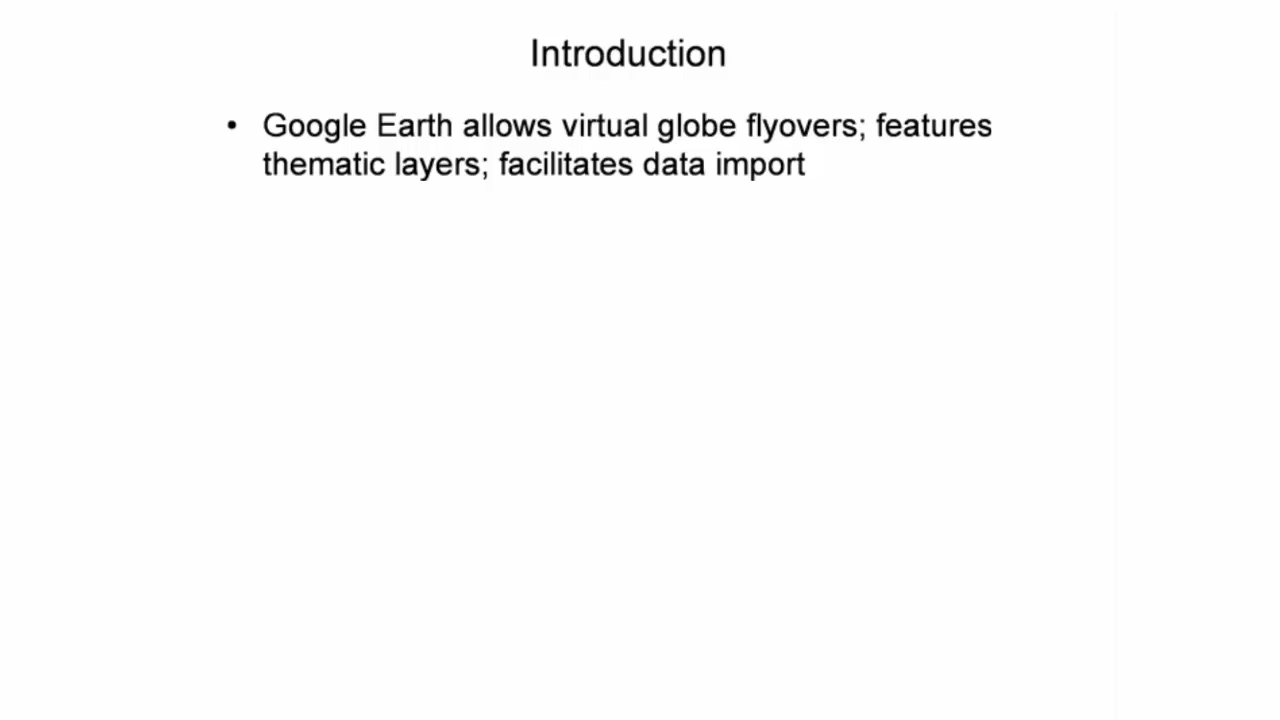 Introduction
• Google Earth allows virtual globe flyovers; features
thematic layers; facilitates data import